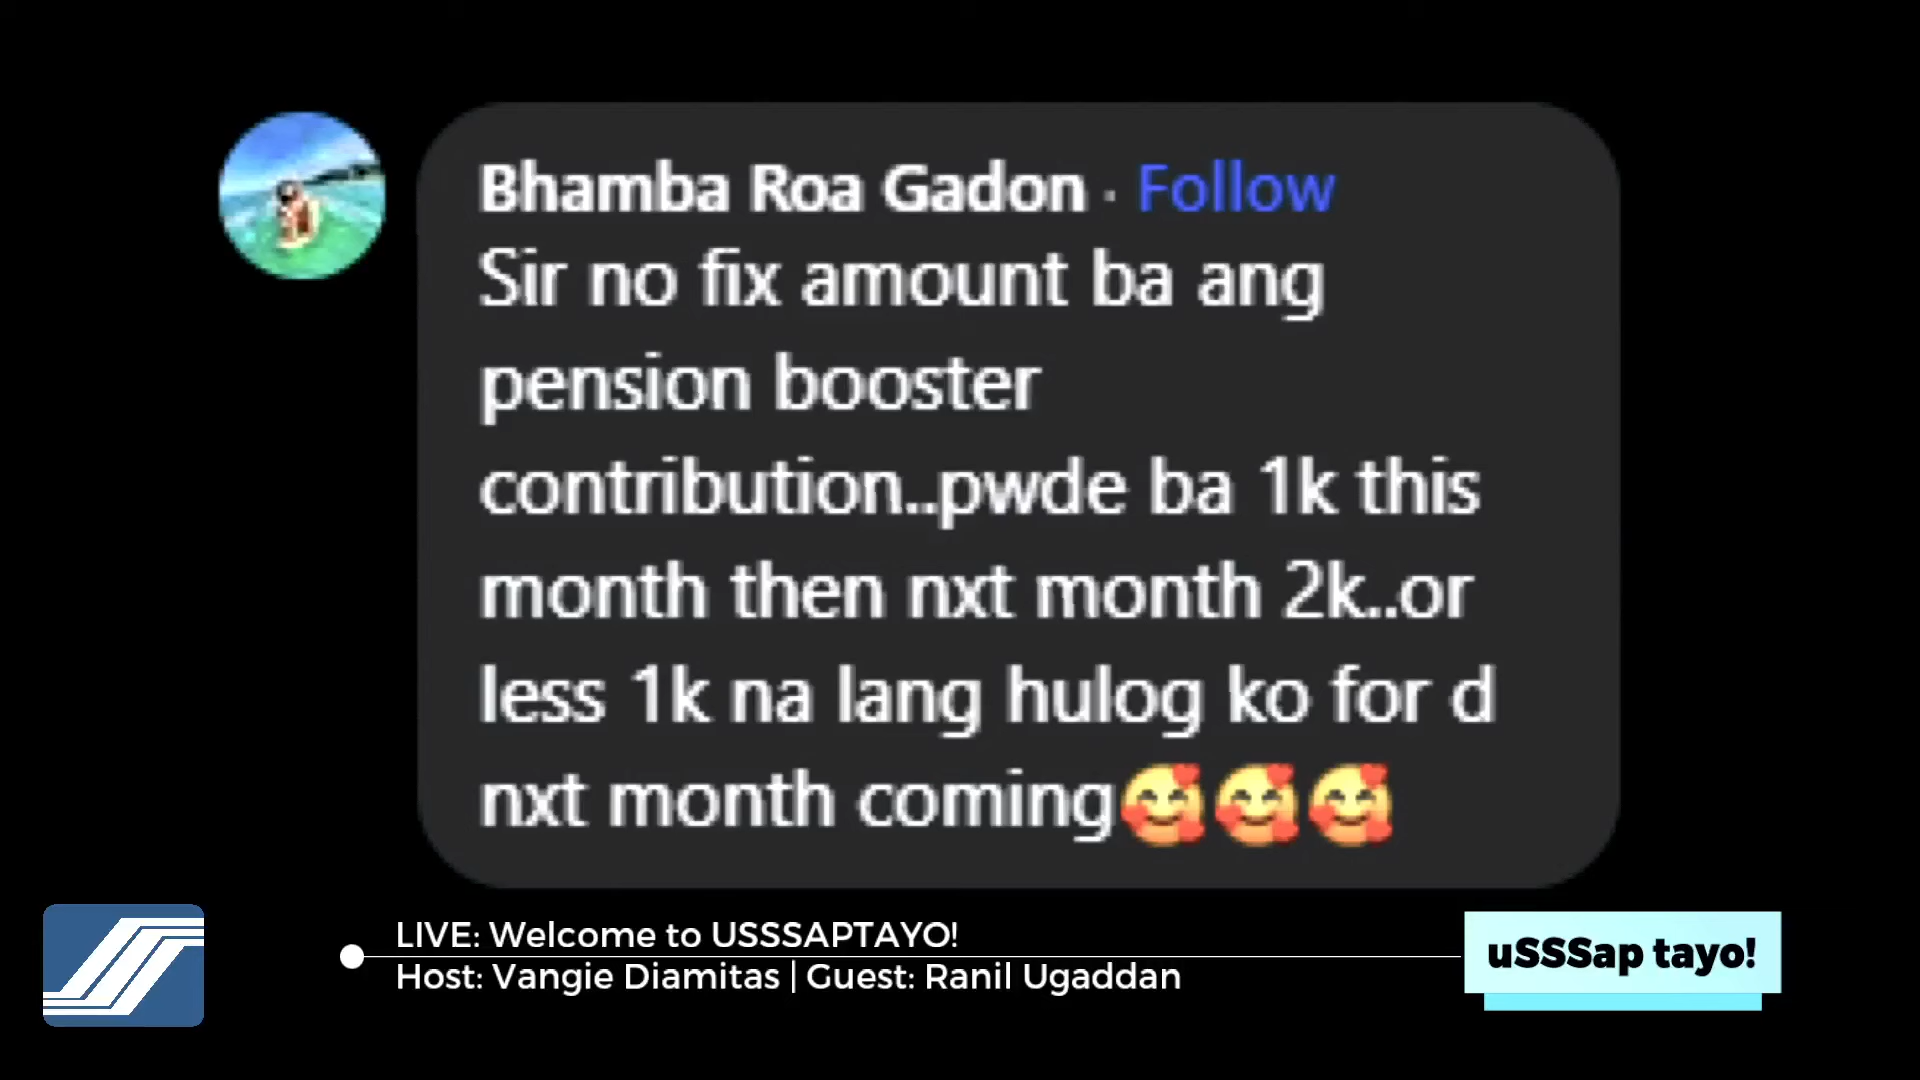 Bhamba Roa Gadon · Follow
Sir no fix amount ba ang
pension booster
contribution..pwde ba 1k this
month then nxt month 2k..or
less 1k na lang hulog ko for d
nxt month coming🥰🥰🥰
LIVE: Welcome to USSSAPTAYO!
Host: Vangie Diamitas | Guest: Ranil Ugaddan
uSSSap tayo!